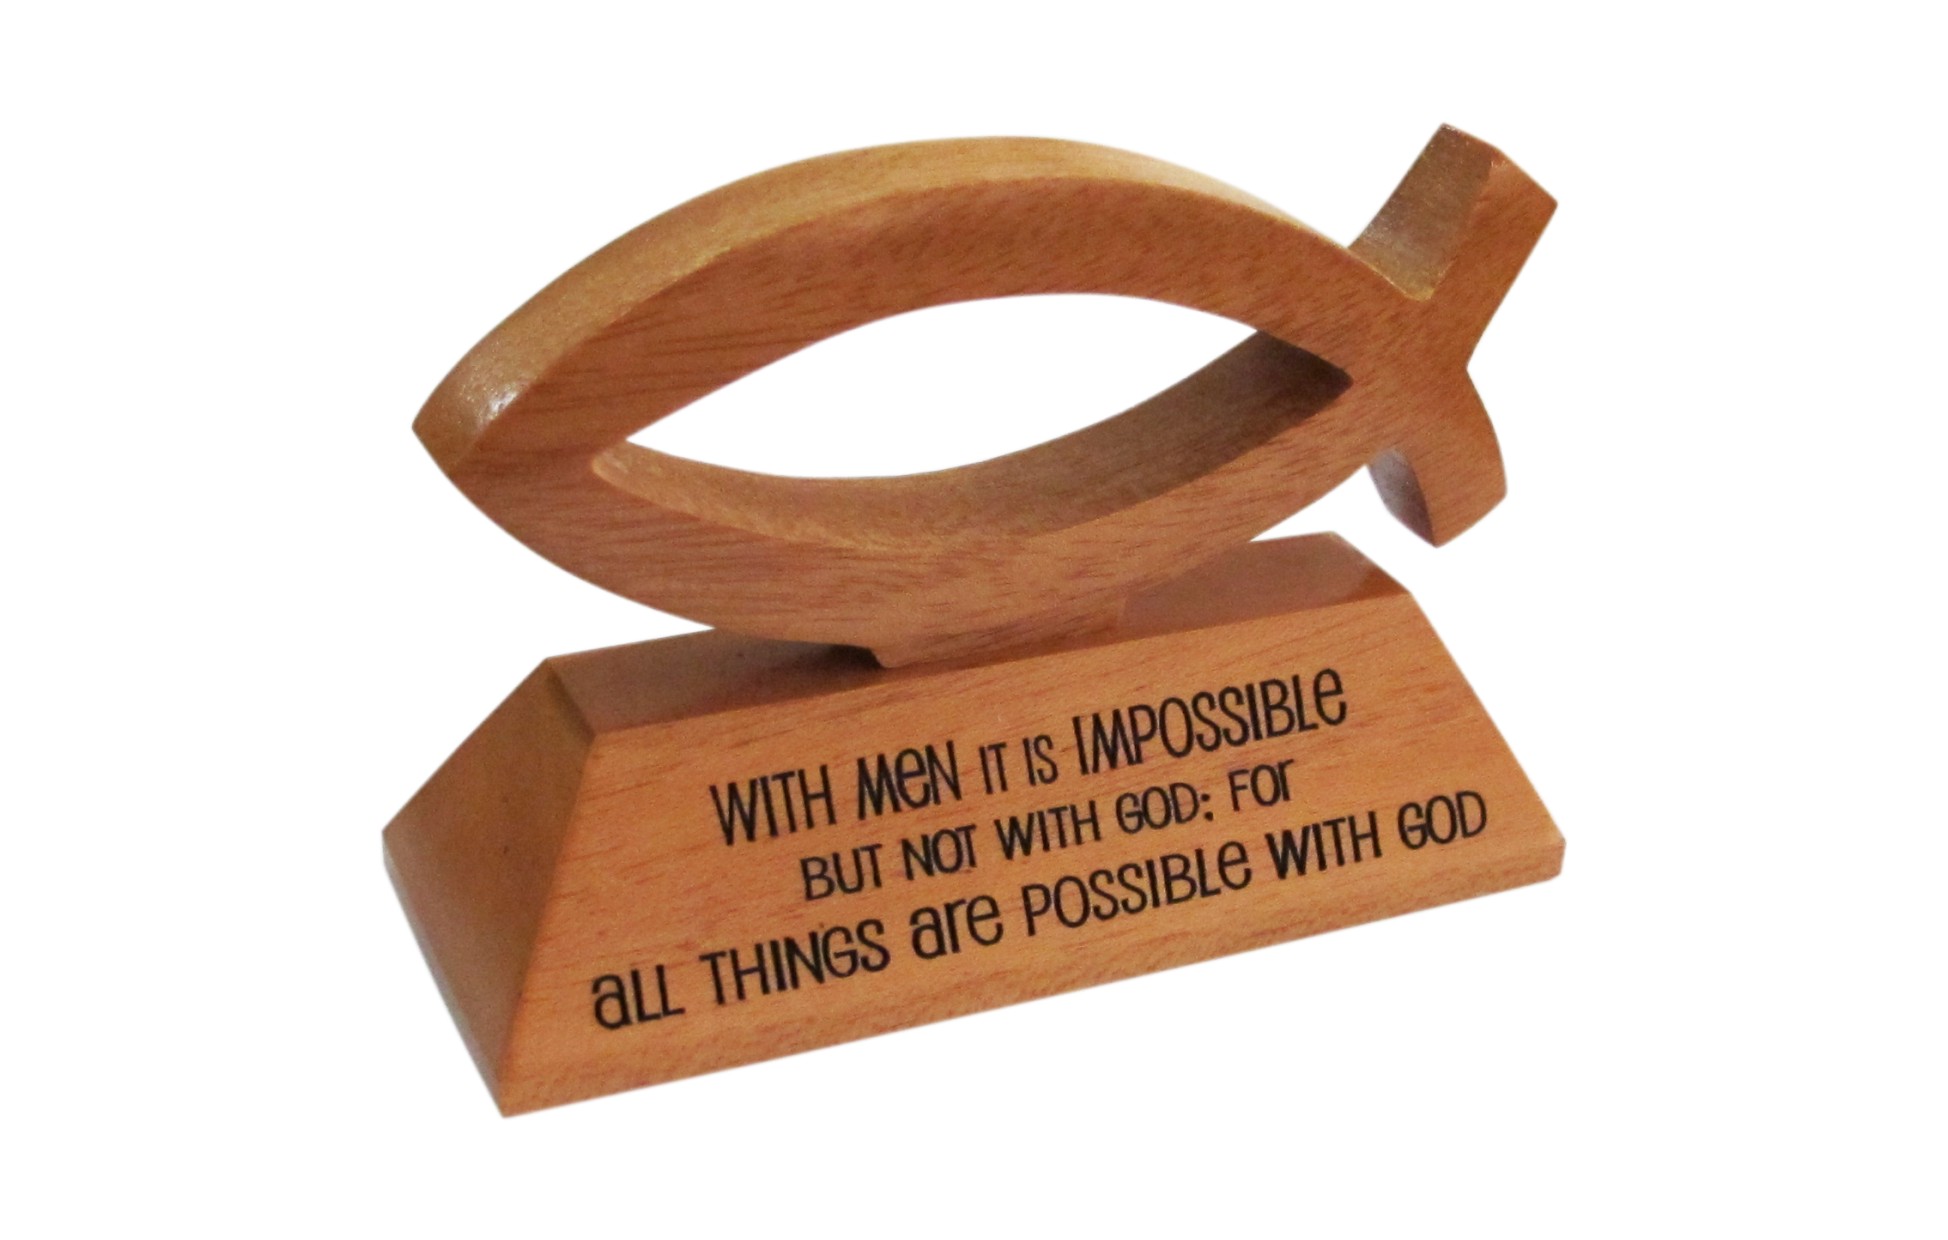 WITH MeN IT IS IMPOSSIBLe
BUT NOT WITH GOD; FOr
aLL THINGS are POSSIBLe WITH GOD